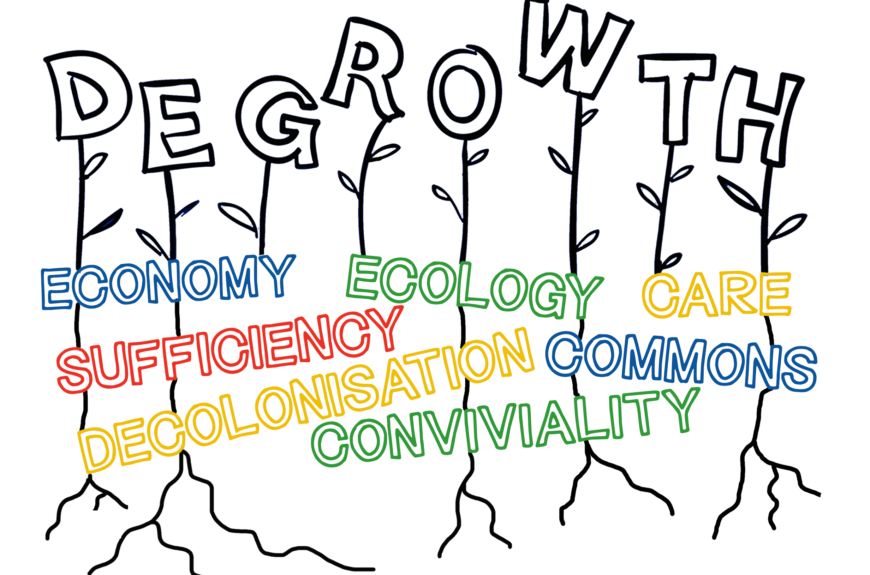 DEGROWTH
ECONOMY ECOLOGY CARE
SUFFICIENCY COMMONS
DECOLONISATION
CONVIVIALITY